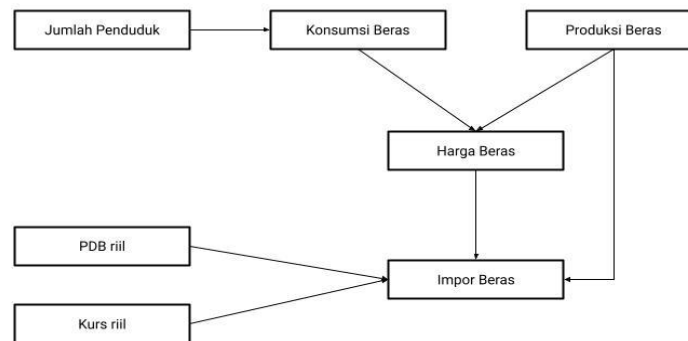 Jumlah Penduduk
Konsumsi Beras
Produksi Beras
Harga Beras
PDB riil
Impor Beras
Kurs riil